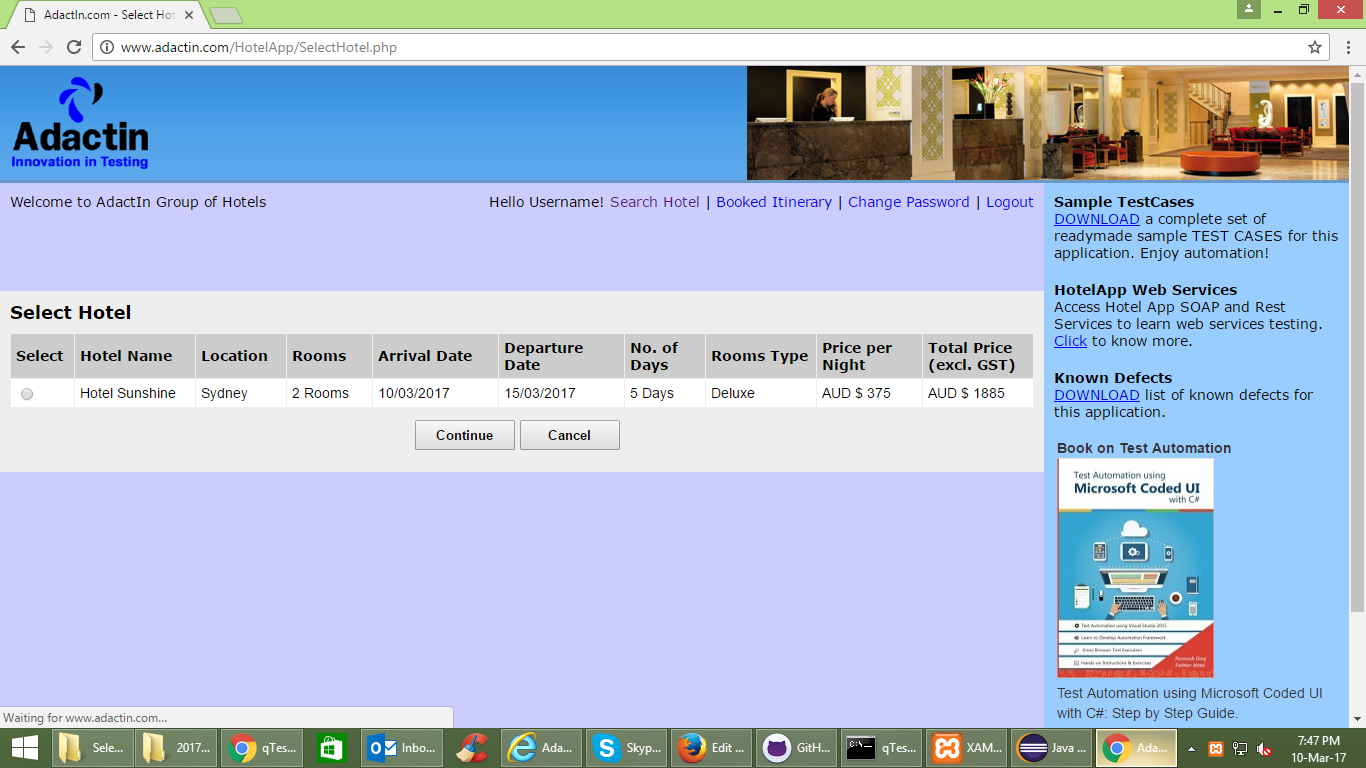 AdactIn.com - Select Hot
www.adactin.com/HotelApp/SelectHotel.php
Adactin
Innovation in Testing
Welcome to AdactIn Group of Hotels
Hello Username! Search Hotel | Booked Itinerary | Change Password | Logout
Select Hotel
Select Hotel Name Location Rooms Arrival Date Departure Date No. of Days Rooms Type Price per Night Total Price (excl. GST)
Hotel Sunshine Sydney 2 Rooms 10/03/2017 15/03/2017 5 Days Deluxe AUD $ 375 AUD $ 1885
Continue Cancel
Sample TestCases
DOWNLOAD a complete set of
readymade sample TEST CASES for this
application. Enjoy automation!
HotelApp Web Services
Access Hotel App SOAP and Rest
Services to learn web services testing.
Click to know more.
Known Defects
DOWNLOAD list of known defects for
this application.
Book on Test Automation
Test Automation using
Microsoft Coded UI
with C#
Test Automation using Visual Studio 2015
Learn to Develop Automation Framework
Cross Browser Test Execution
Hands-on Instructions & Exercises
Test Automation using Microsoft Coded UI
with C#: Step by Step Guide.
Waiting for www.adactin.com...
Sele... 2017... qTes... Inbo... Ada... Skyp... Edit ... GitH... qTes... XAM... Java ... Ada...
7:47 PM
10-Mar-17